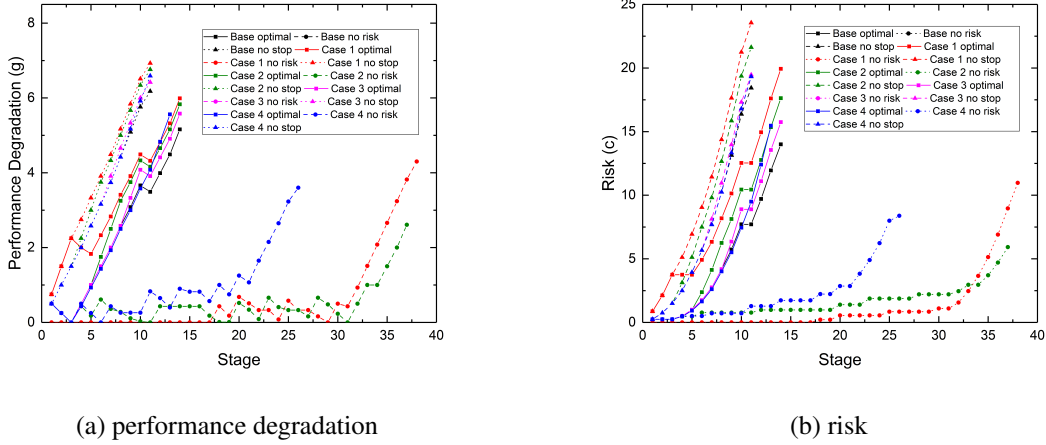 (a)
(b)
8
6
4
2
0
Performance Degradation (g)
0 5 10 15 20 25 30 35 40
Stage
Base optimal Base no risk
Base no stop Case 1 optimal
Case 1 no risk Case 1 no stop
Case 2 optimal Case 2 no risk
Case 2 no stop Case 3 optimal
Case 3 no risk Case 3 no stop
Case 4 optimal Case 4 no risk
Case 4 no stop
25
20
15
10
5
0
Risk (c)
0 5 10 15 20 25 30 35 40
Stage
Base optimal Base no risk
Base no stop Case 1 optimal
Case 1 no risk Case 1 no stop
Case 2 optimal Case 2 no risk
Case 2 no stop Case 3 optimal
Case 3 no risk Case 3 no stop
Case 4 optimal Case 4 no risk
Case 4 no stop
(a) performance degradation
(b) risk